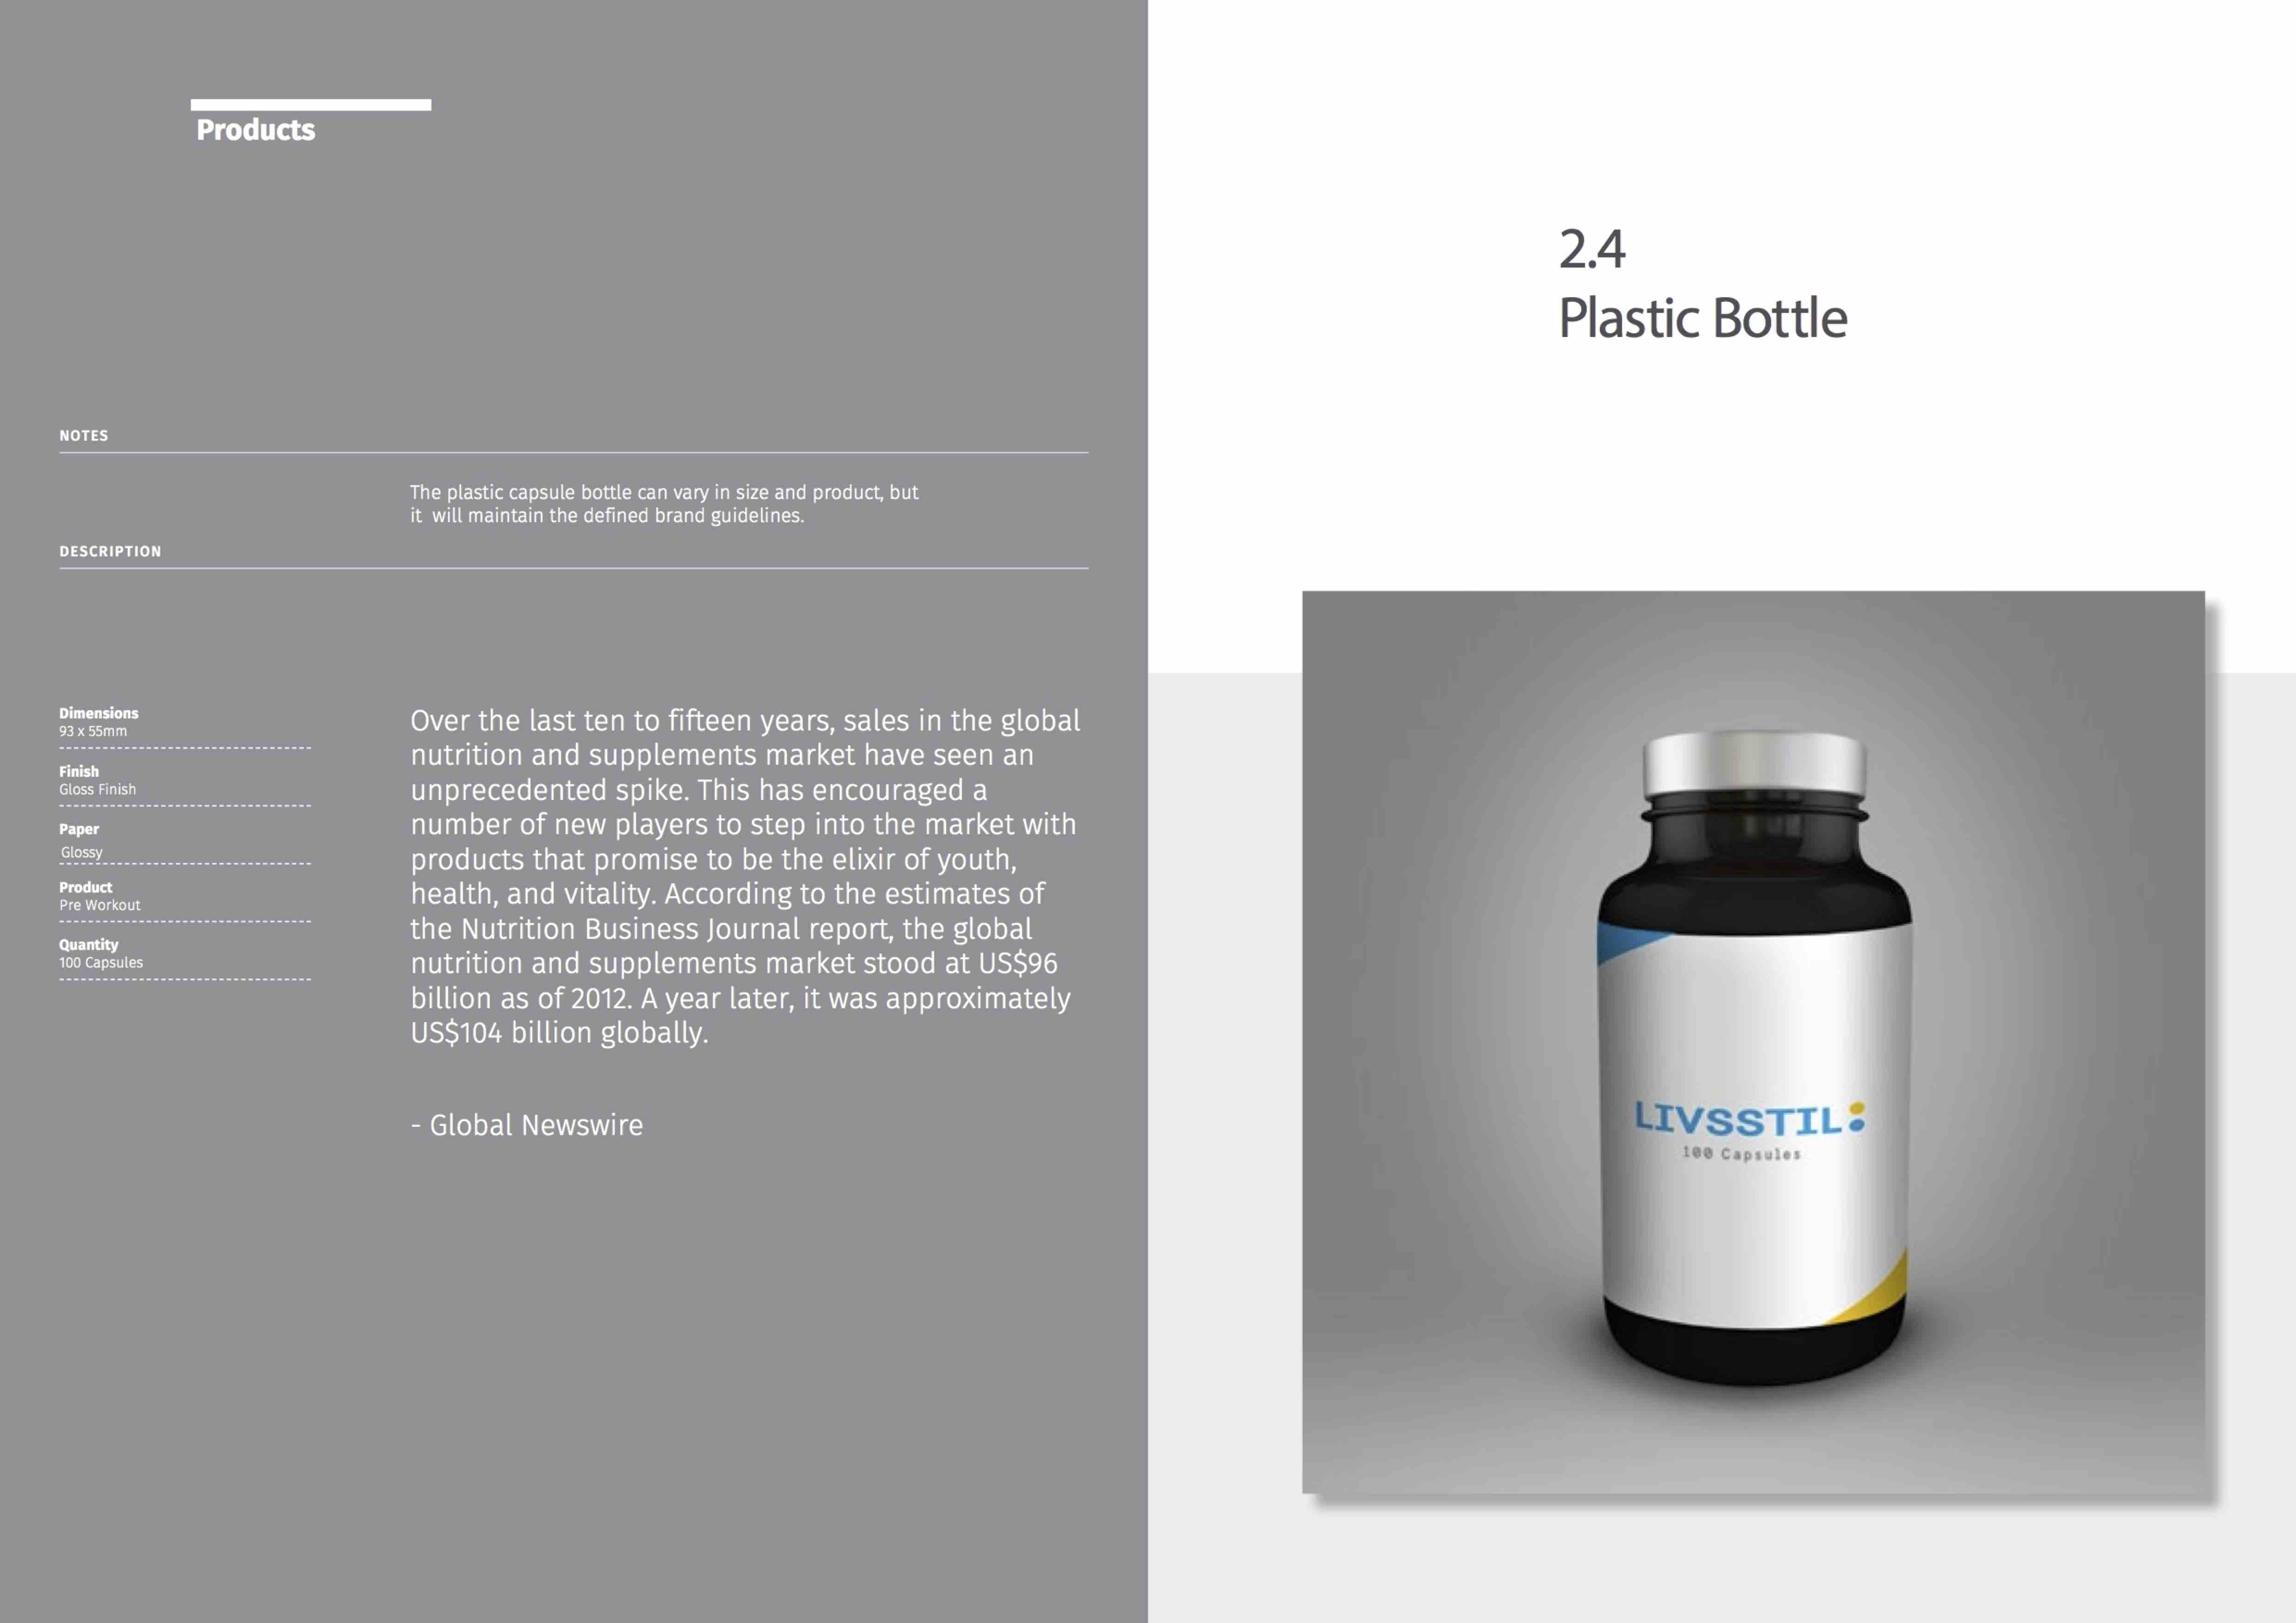 Products
NOTES
The plastic capsule bottle can vary in size and product, but
it will maintain the defined brand guidelines.
DESCRIPTION
Dimensions
93 x 55mm
Finish
Gloss Finish
Paper
Glossy
Product
Pre Workout
Quantity
100 Capsules
Over the last ten to fifteen years, sales in the global
nutrition and supplements market have seen an
unprecedented spike. This has encouraged a
number of new players to step into the market with
products that promise to be the elixir of youth,
health, and vitality. According to the estimates of
the Nutrition Business Journal report, the global
nutrition and supplements market stood at US$96
billion as of 2012. A year later, it was approximately
US$104 billion globally.
- Global Newswire
2.4
Plastic Bottle
LIVSSTIL
100 Capsules